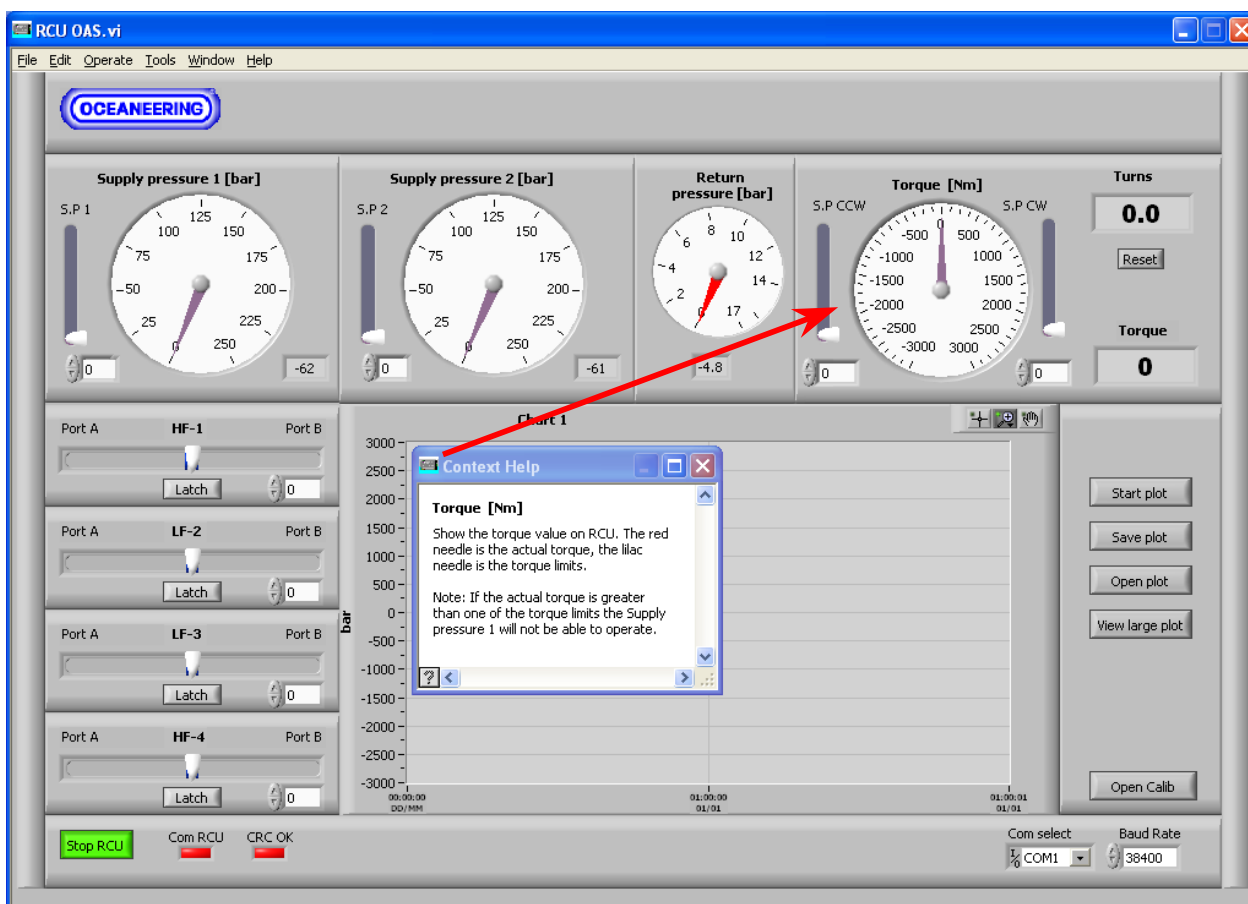 RCU OAS.vi
File Edit Operate Tools Window Help
OCEANEERING
Supply pressure 1 [bar]
S.P 1
0 25 50 75 100 125 150 175 200 225 250
0
-62
Supply pressure 2 [bar]
S.P 2
0 25 50 75 100 125 150 175 200 225 250
0
-61
Return
pressure [bar]
0 2 4 6 8 10 12 14 17
-4.8
Torque [Nm]
S.P CCW
S.P CW
-3000 -2500 -2000 -1500 -1000 -500 0 500 1000 1500 2000 2500 3000
0
0
Turns
0.0
Reset
Torque
0
Port A HF-1 Port B
Latch 0
Port A LF-2 Port B
Latch 0
Port A LF-3 Port B
Latch 0
Port A HF-4 Port B
Latch 0
Chart 1
bar
3000
2500
2000
1500
1000
500
0
-500
-1000
-1500
-2000
-2500
-3000
00:00:00 01:00:00 01:00:01
DD/MM 01/01 01/01
Context Help
Torque [Nm]
Show the torque value on RCU. The red
needle is the actual torque, the lilac
needle is the torque limits.
Note: If the actual torque is greater
than one of the torque limits the Supply
pressure 1 will not be able to operate.
?
Start plot
Save plot
Open plot
View large plot
Open Calib
Stop RCU
Com RCU CRC OK
Com select Baud Rate
I/O COM1 38400